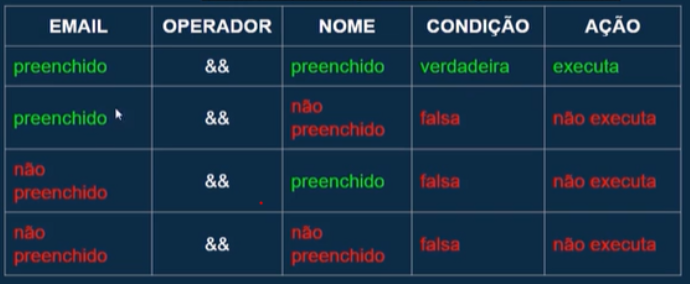 EMAIL OPERADOR NOME CONDIÇÃO AÇÃO
preenchido && preenchido verdadeira executa
preenchido && não preenchido falsa não executa
não preenchido && preenchido falsa não executa
não preenchido && não preenchido falsa não executa